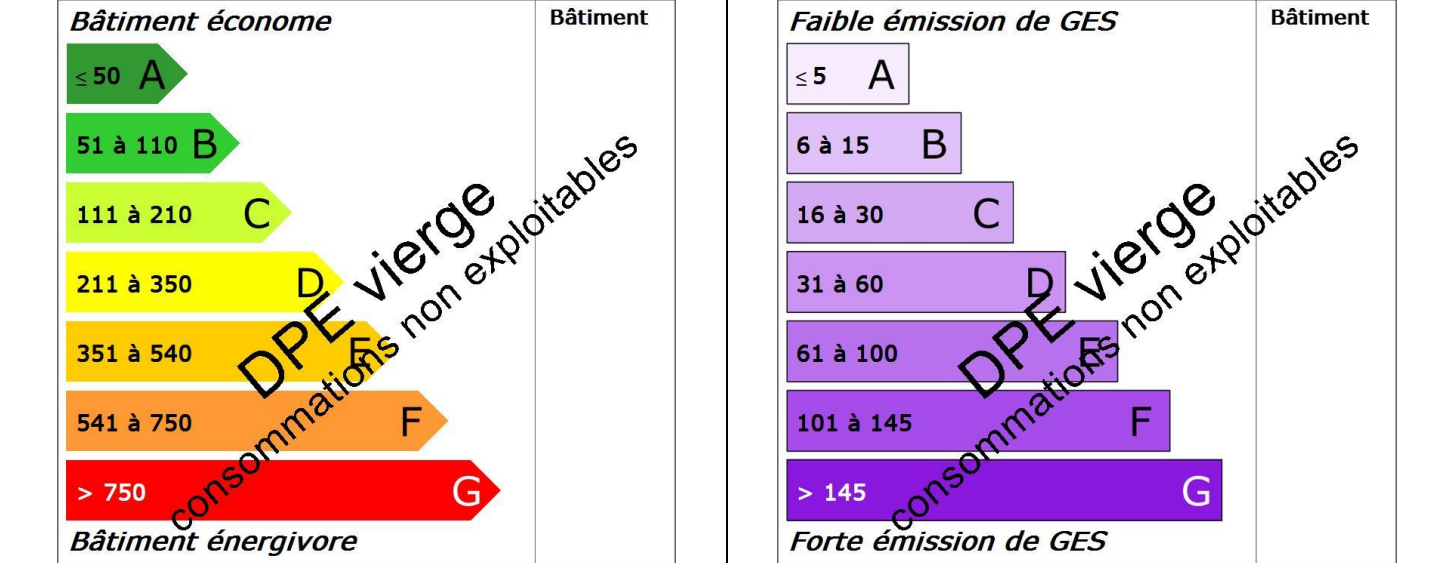 Bâtiment économe
Bâtiment
≤ 50 A
51 à 110 B
111 à 210 C
211 à 350 D
351 à 540 E
541 à 750 F
> 750 G
Bâtiment énergivore
DPE vierge
consommations non exploitables
Faible émission de GES
Bâtiment
≤ 5 A
6 à 15 B
16 à 30 C
31 à 60 D
61 à 100 E
101 à 145 F
> 145 G
Forte émission de GES
DPE vierge
consommations non exploitables